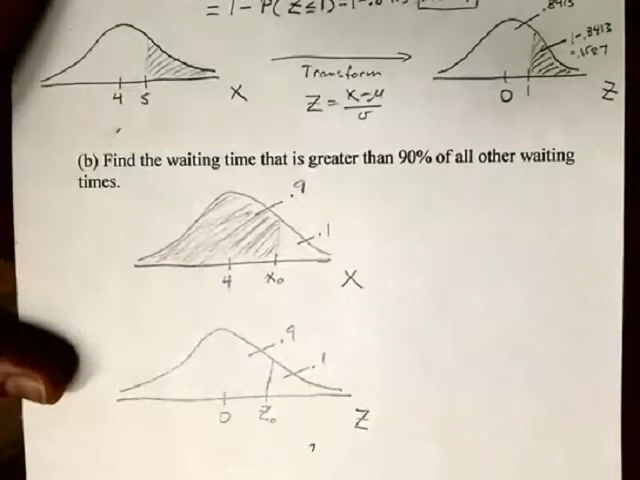 = 1 - P(Z ≤ 1) = 1 -
.8413
1-.8413
=.1587
Transform
4 5 X
Z = x-μ/σ
0 1 Z
(b) Find the waiting time that is greater than 90% of all other waiting
times.
.9
.1
4 x₀ X
.9
.1
0 Z₀ Z